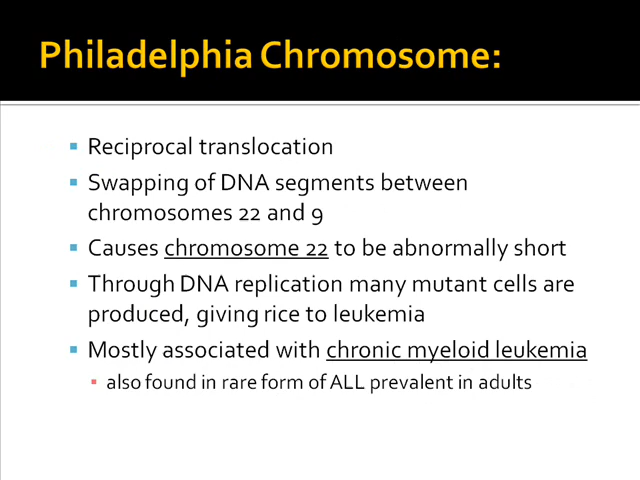 Philadelphia Chromosome:
Reciprocal translocation
Swapping of DNA segments between
chromosomes 22 and 9
Causes chromosome 22 to be abnormally short
Through DNA replication many mutant cells are
produced, giving rice to leukemia
Mostly associated with chronic myeloid leukemia
also found in rare form of ALL prevalent in adults